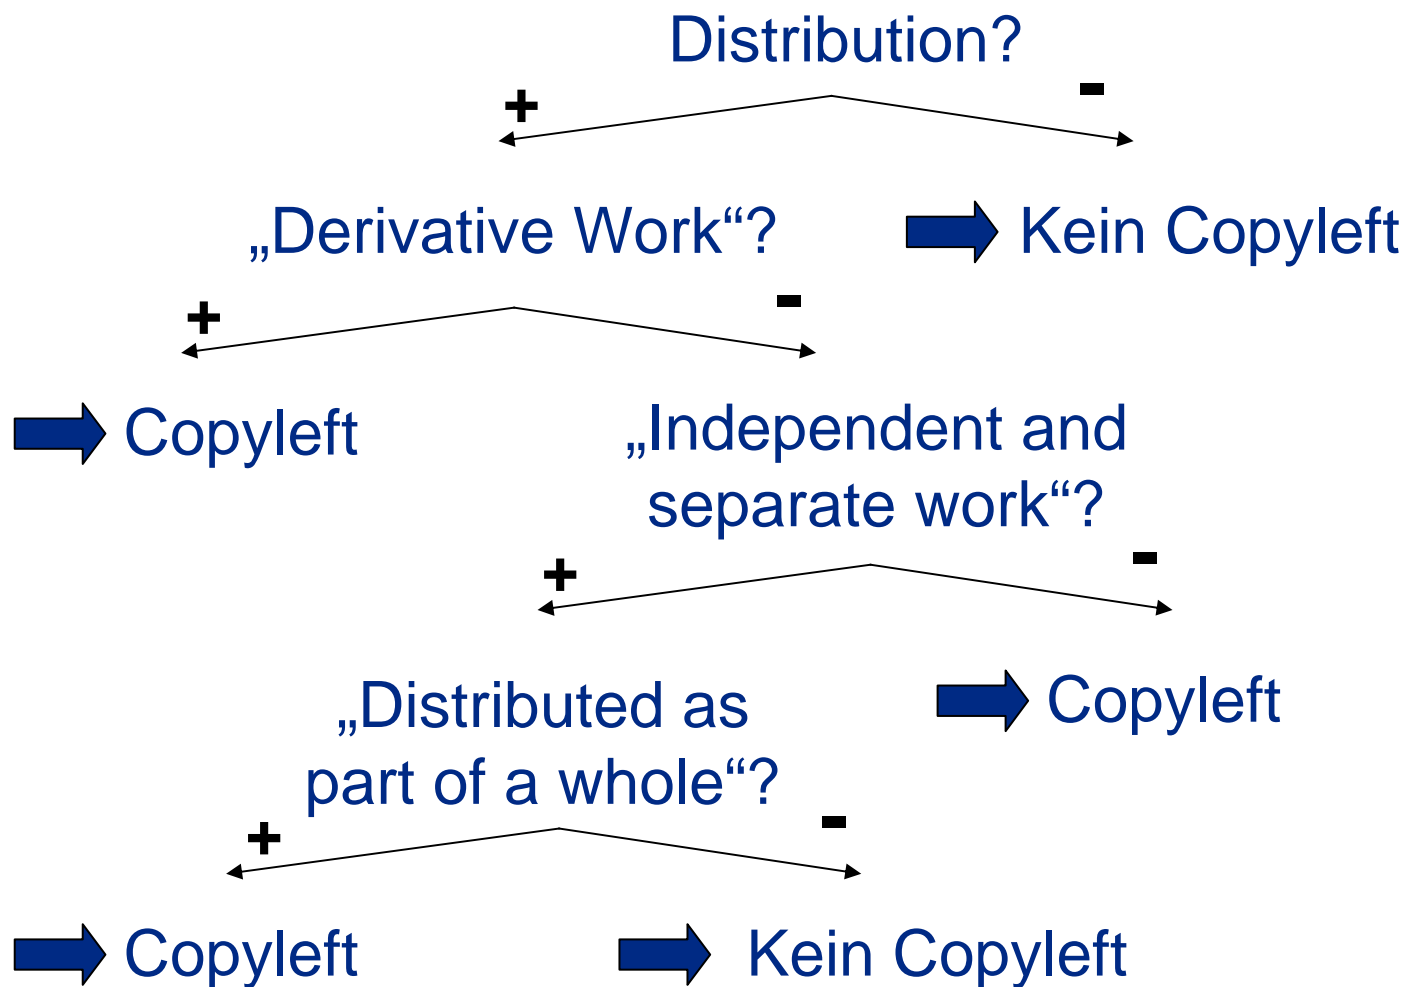 Distribution?
+ -
„Derivative Work“? Kein Copyleft
+ -
Copyleft „Independent and
separate work“?
+ -
„Distributed as Copyleft
part of a whole“?
+ -
Copyleft Kein Copyleft